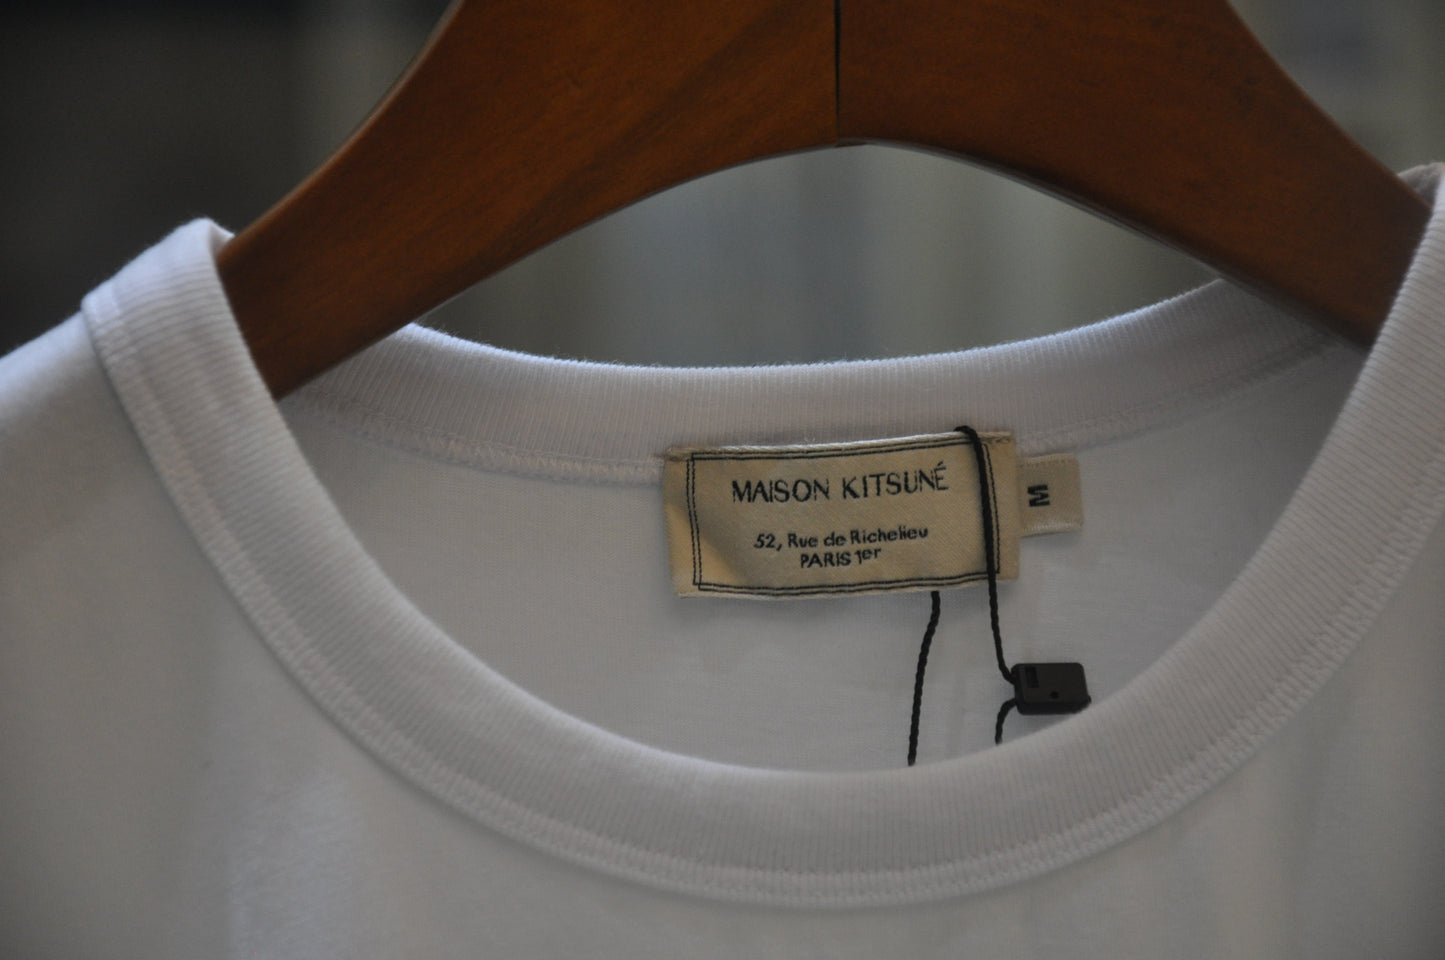 MAISON KITSUNÉ
52, Rue de Richelieu
PARIS 1er
M